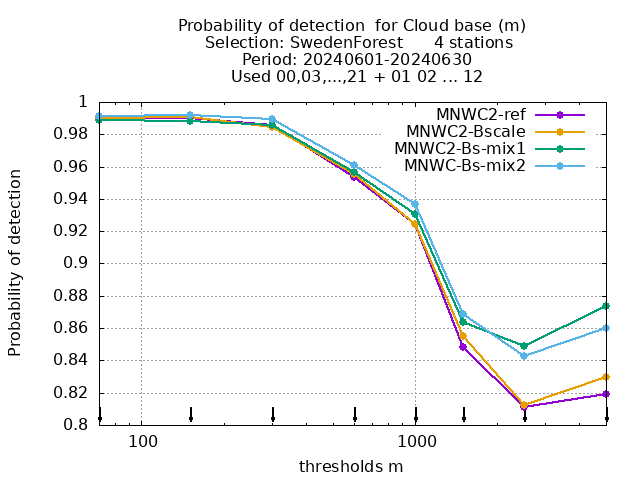 Probability of detection  for Cloud base (m)
Selection: SwedenForest      4 stations
Period: 20240601-20240630
Used 00,03,...,21 + 01 02 ... 12
MNWC2-ref
MNWC2-Bscale
MNWC2-Bs-mix1
MNWC-Bs-mix2
Probability of detection
1
0.98
0.96
0.94
0.92
0.9
0.88
0.86
0.84
0.82
0.8
100
1000
thresholds m